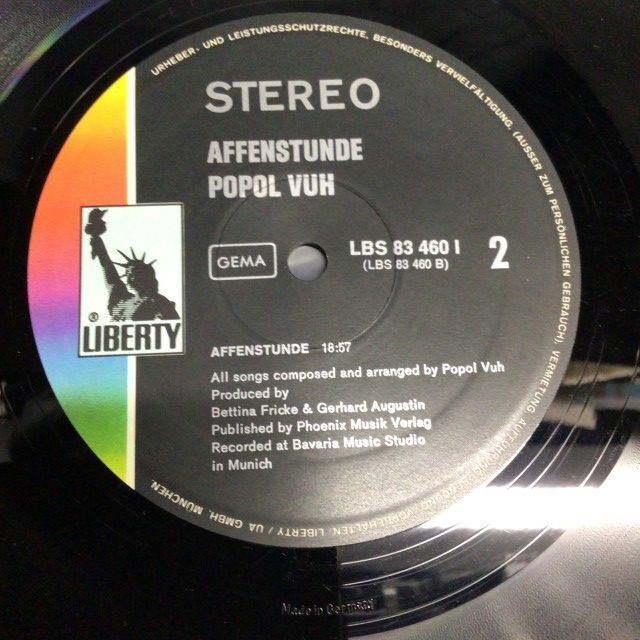 URHEBER- UND LEISTUNGSSCHUTZRECHTE, BESONDERS VERVIELFÄLTIGUNG, (AUSSER ZUM PERSÖNLICHEN GEBRAUCH), VERMIETUNG
STEREO
AFFENSTUNDE
POPOL VUH
GEMA
LBS 83 460 I
(LBS 83 460 B)
2
®
LIBERTY
AFFENSTUNDE 18:57
All songs composed and arranged by Popol Vuh
Produced by
Bettina Fricke & Gerhard Augustin
Published by Phoenix Musik Verlag
Recorded at Bavaria Music Studio
in Munich
VORBEHALTEN. LIBERTY / UA GMBH, MÜNCHEN.
Made in Germany